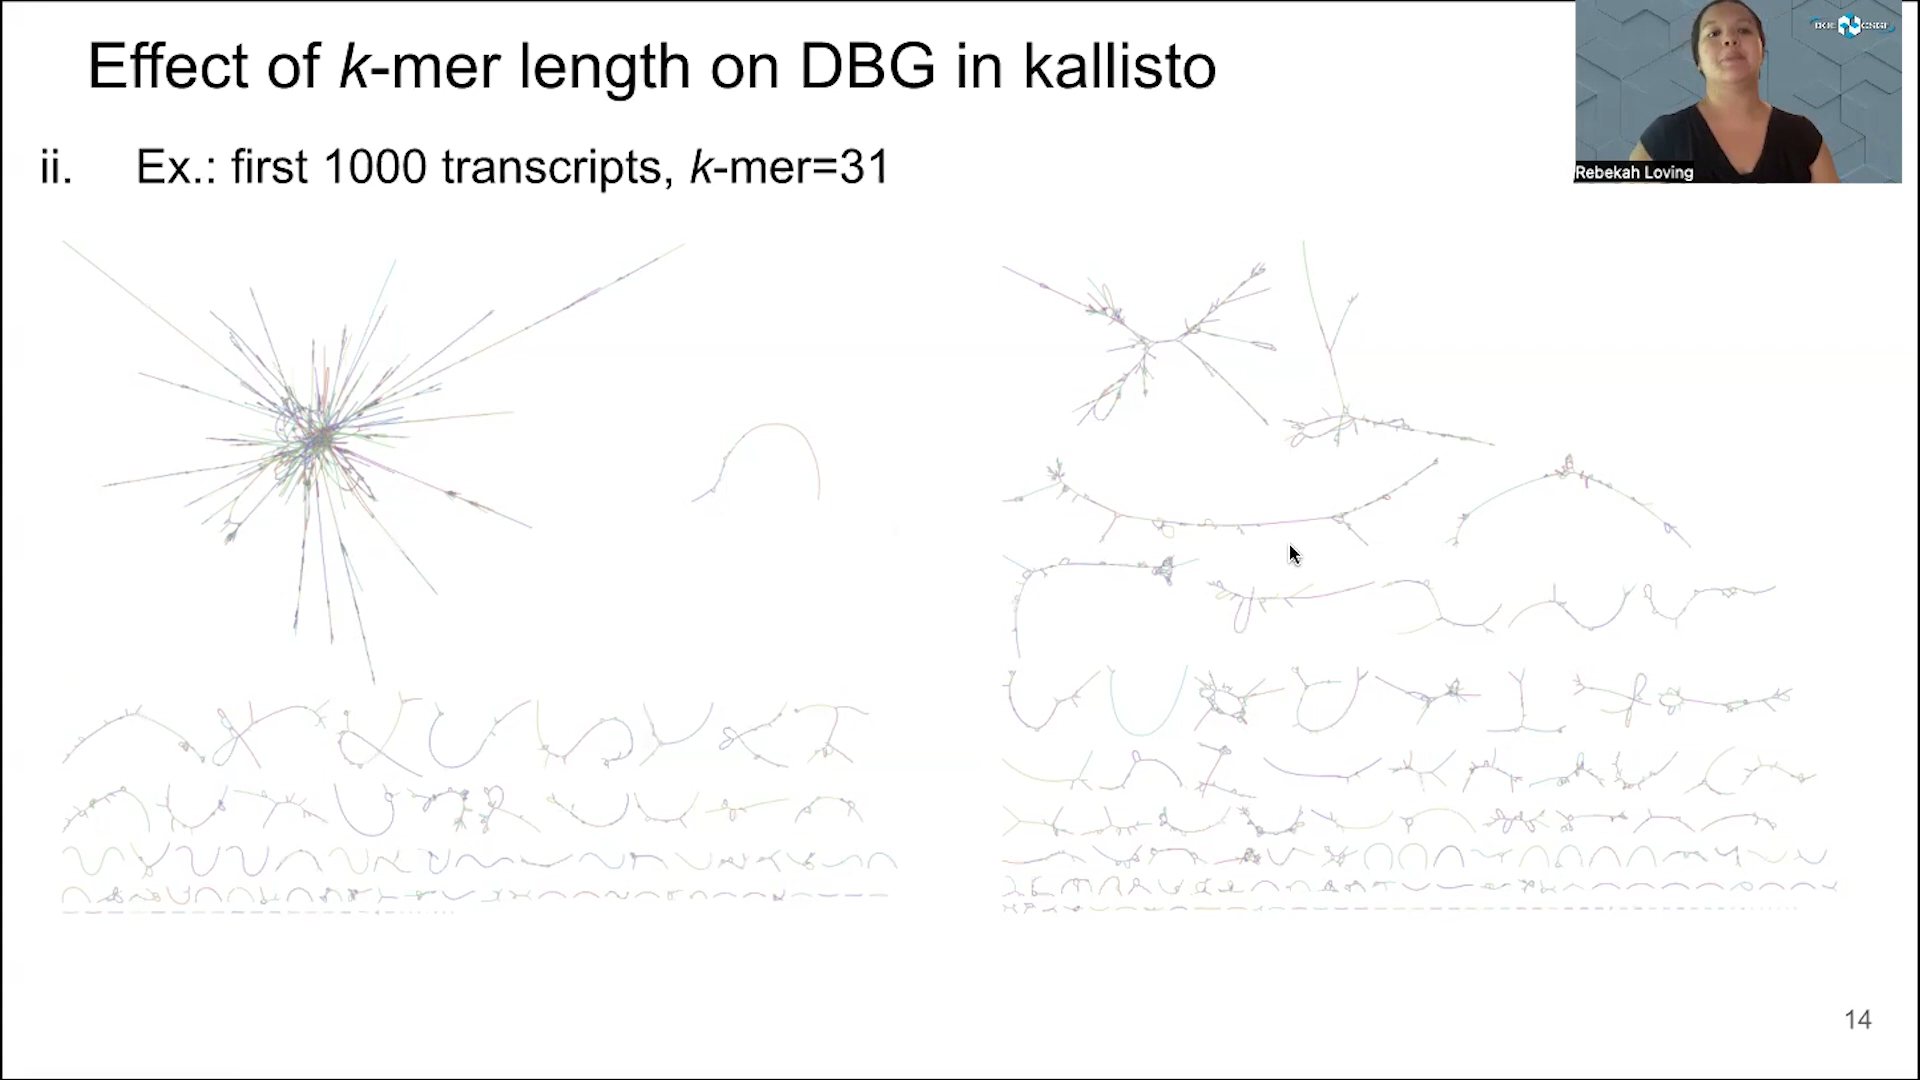 Effect of k-mer length on DBG in kallisto
ii. Ex.: first 1000 transcripts, k-mer=31
Rebekah Loving
14